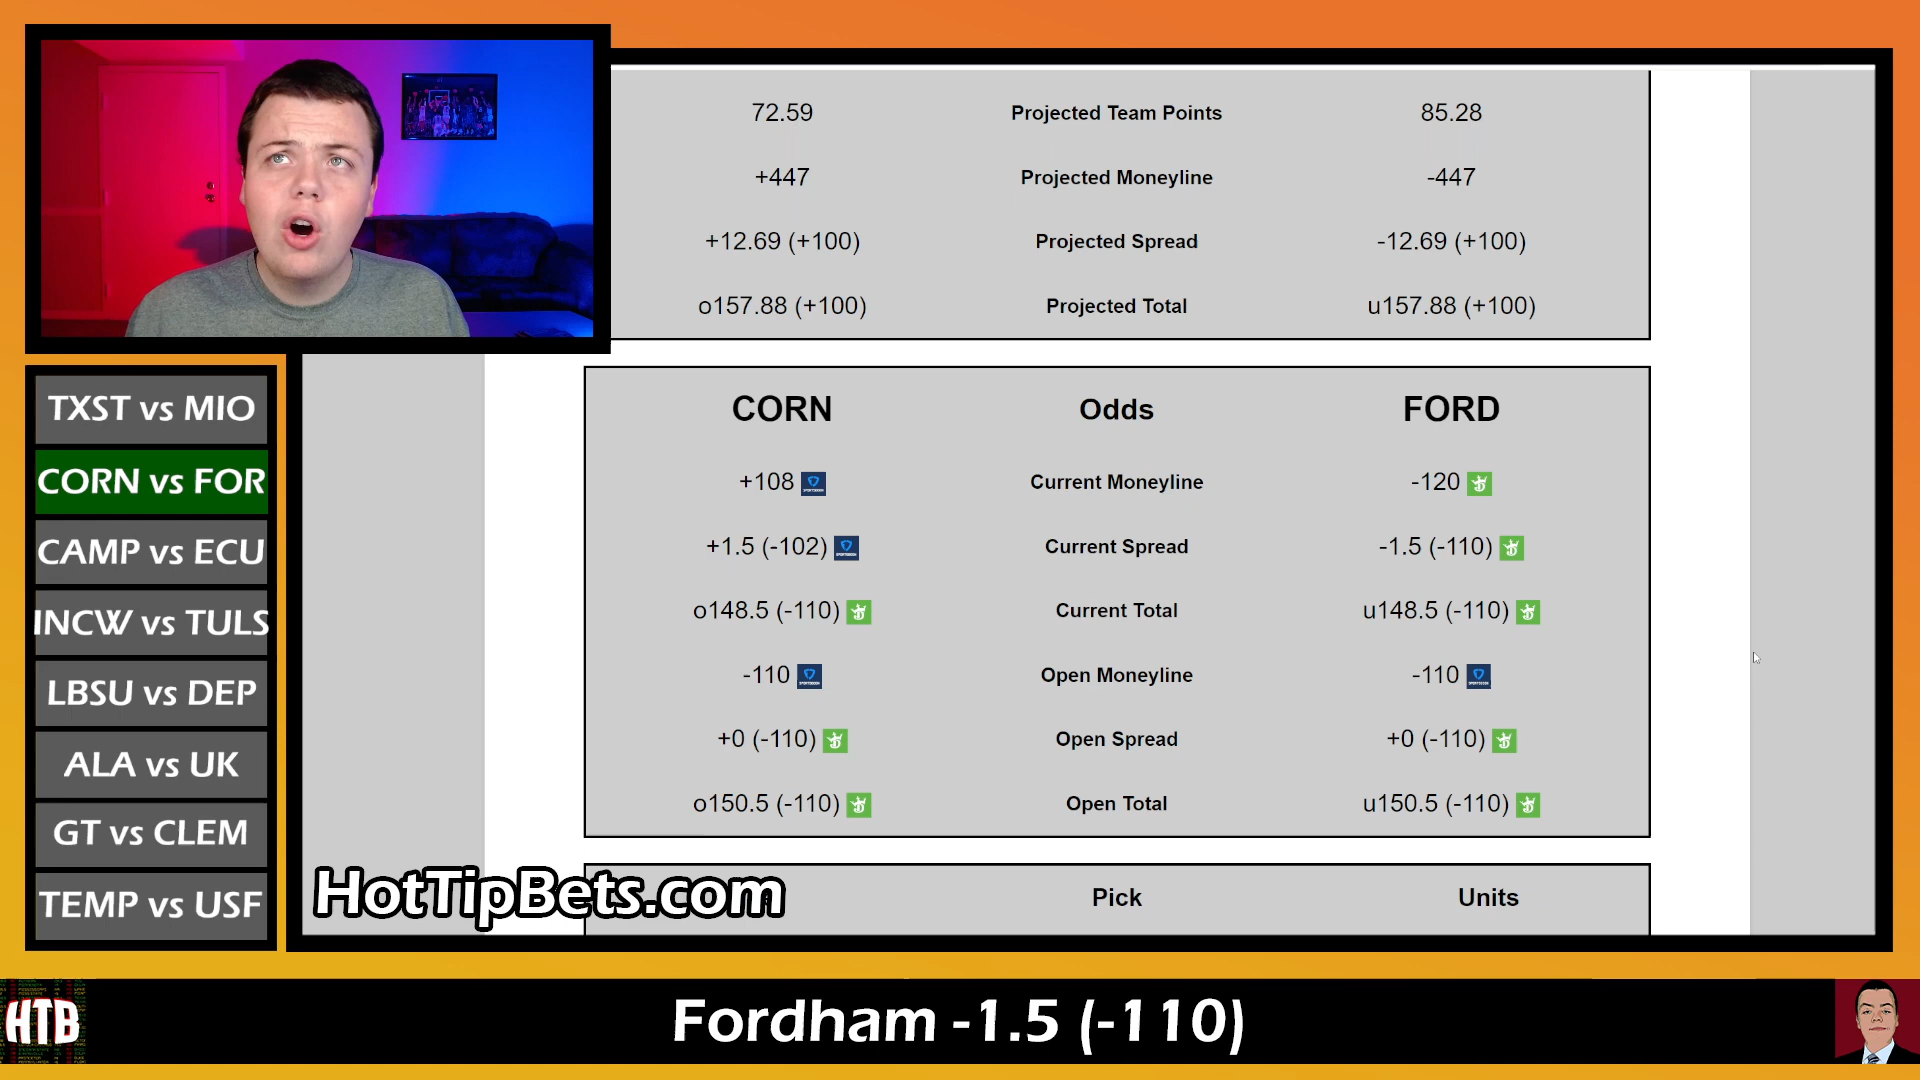 72.59 Projected Team Points 85.28
+447 Projected Moneyline -447
+12.69 (+100) Projected Spread -12.69 (+100)
o157.88 (+100) Projected Total u157.88 (+100)
CORN Odds FORD
+108 Current Moneyline -120
+1.5 (-102) Current Spread -1.5 (-110)
o148.5 (-110) Current Total u148.5 (-110)
-110 Open Moneyline -110
+0 (-110) Open Spread +0 (-110)
o150.5 (-110) Open Total u150.5 (-110)
Pick Units
TXST vs MIO
CORN vs FOR
CAMP vs ECU
INCW vs TULS
LBSU vs DEP
ALA vs UK
GT vs CLEM
TEMP vs USF
HotTipBets.com
HTB
Fordham -1.5 (-110)